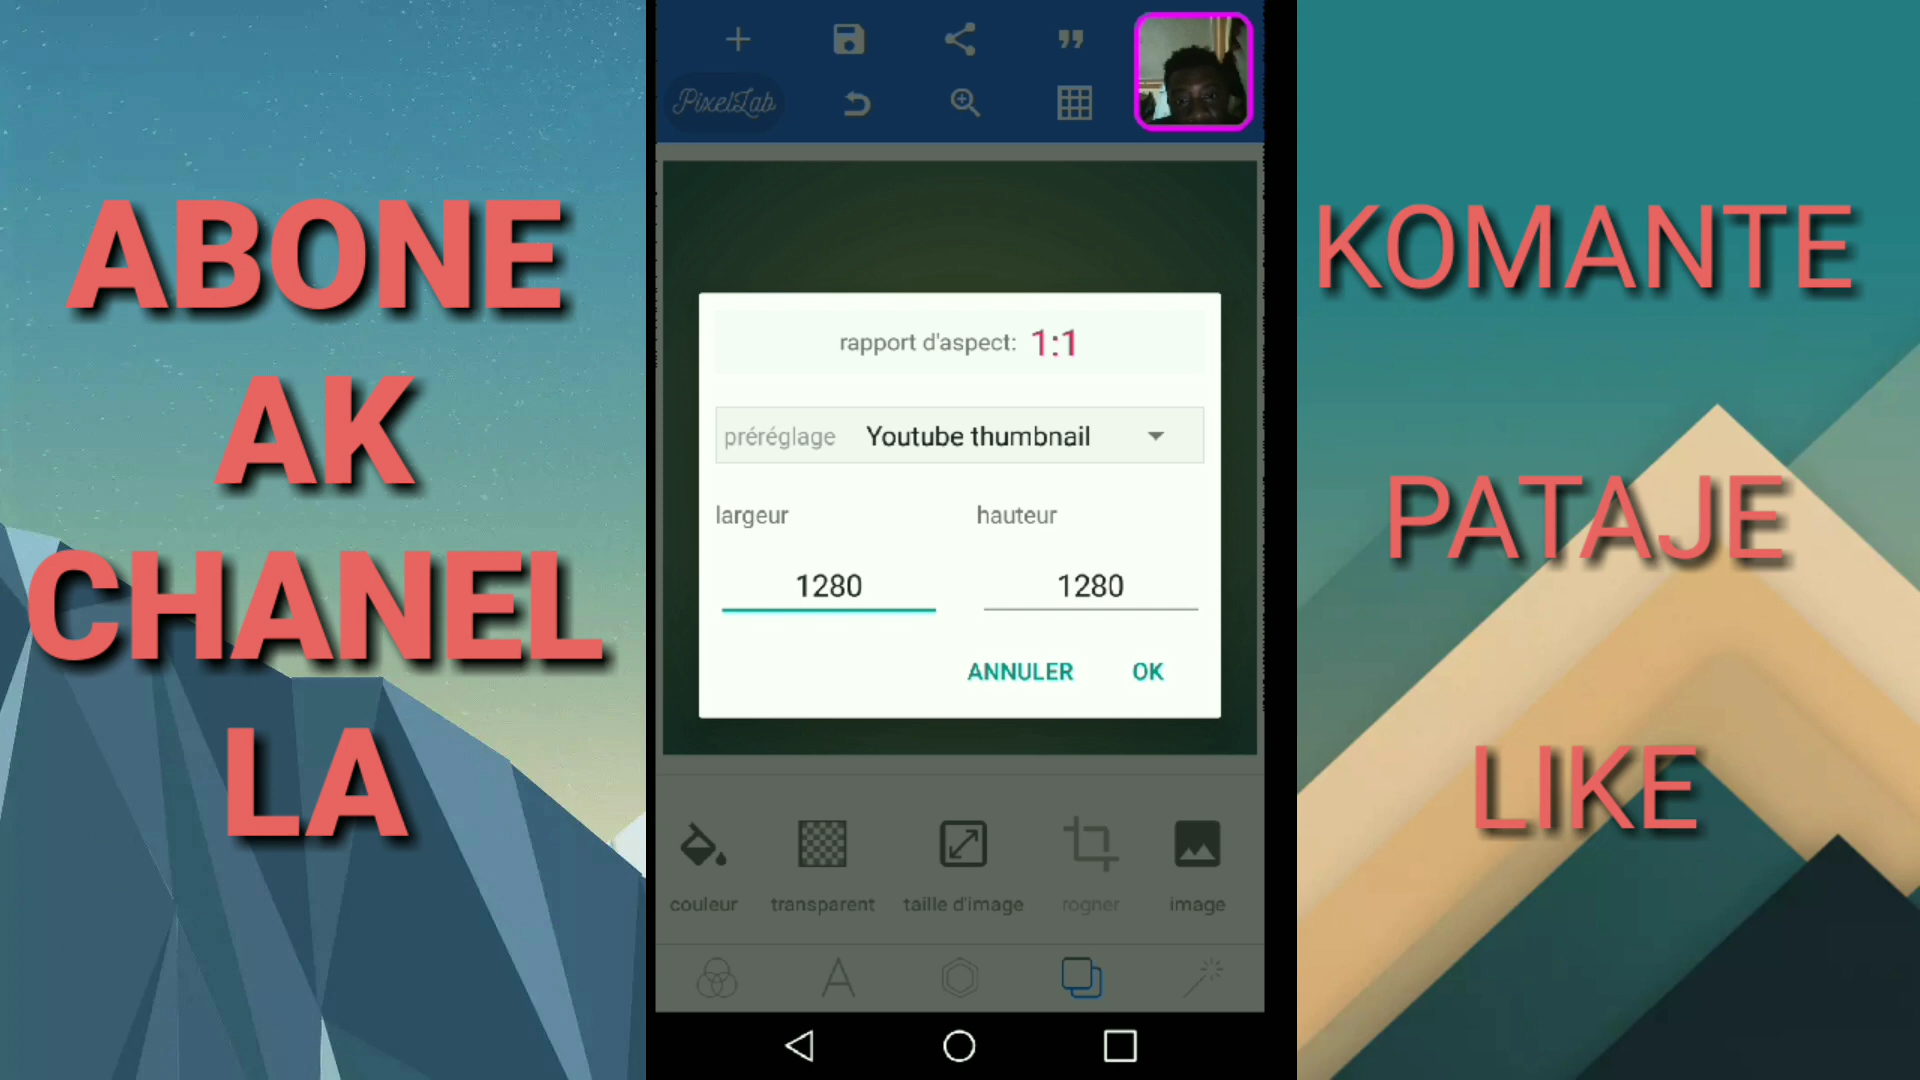 ABONE
AK
CHANEL
LA
PixelLab
rapport d'aspect: 1:1
préréglage Youtube thumbnail
largeur hauteur
1280 1280
ANNULER OK
couleur transparent taille d'image rogner image
KOMANTE
PATAJE
LIKE